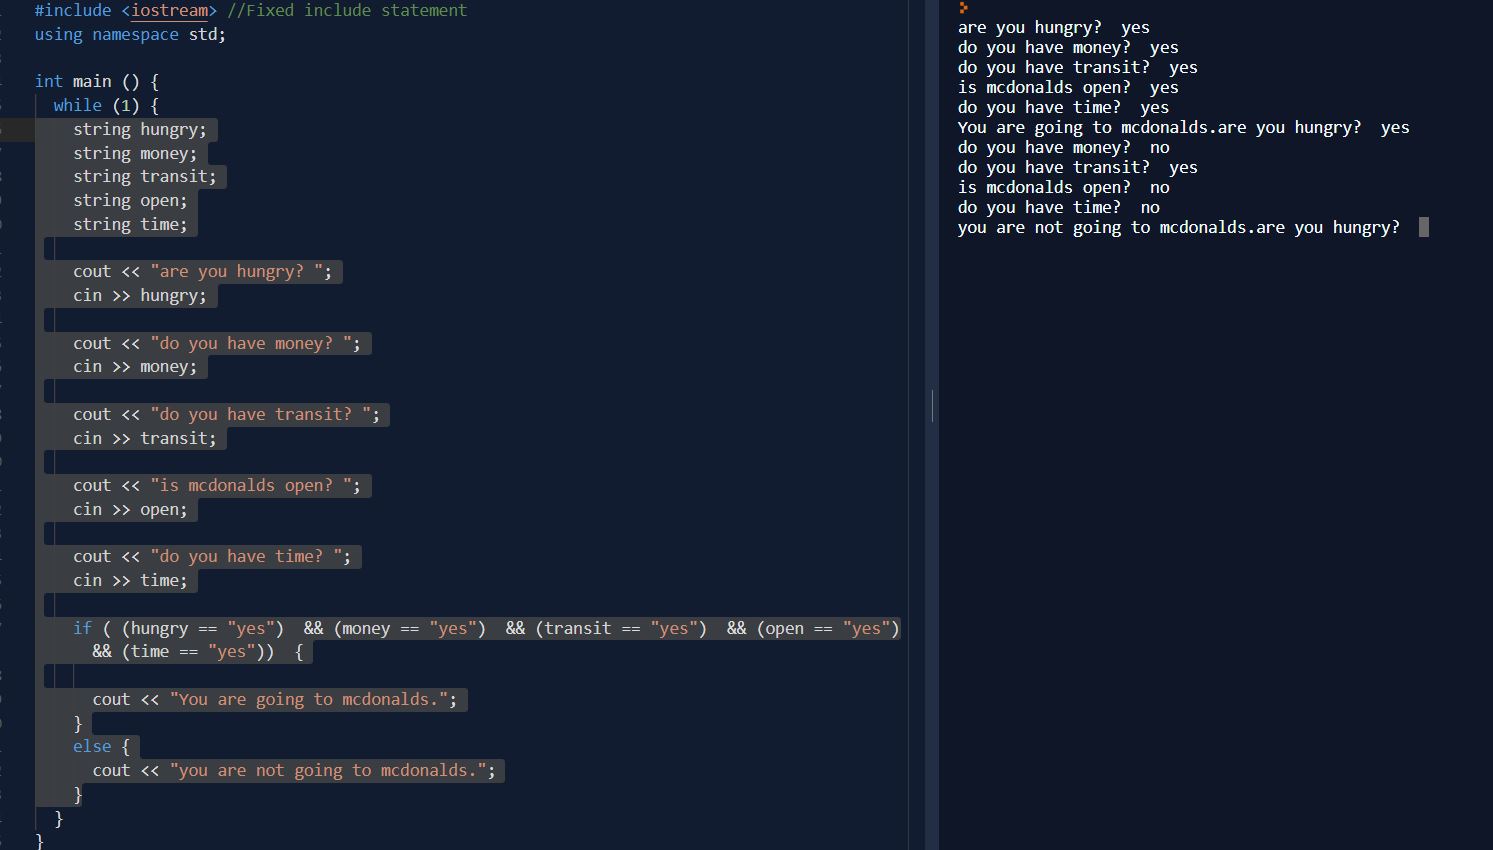 #include <iostream> //Fixed include statement
using namespace std;
int main () {
while (1) {
string hungry;
string money;
string transit;
string open;
string time;
cout << "are you hungry? ";
cin >> hungry;
cout << "do you have money? ";
cin >> money;
cout << "do you have transit? ";
cin >> transit;
cout << "is mcdonalds open? ";
cin >> open;
cout << "do you have time? ";
cin >> time;
if ( (hungry == "yes")  && (money == "yes")  && (transit == "yes")  && (open == "yes")
&& (time == "yes"))  {
cout << "You are going to mcdonalds.";
}
else {
cout << "you are not going to mcdonalds.";
}
}
}
are you hungry?  yes
do you have money?  yes
do you have transit?  yes
is mcdonalds open?  yes
do you have time?  yes
You are going to mcdonalds.are you hungry?  yes
do you have money?  no
do you have transit?  yes
is mcdonalds open?  no
do you have time?  no
you are not going to mcdonalds.are you hungry?